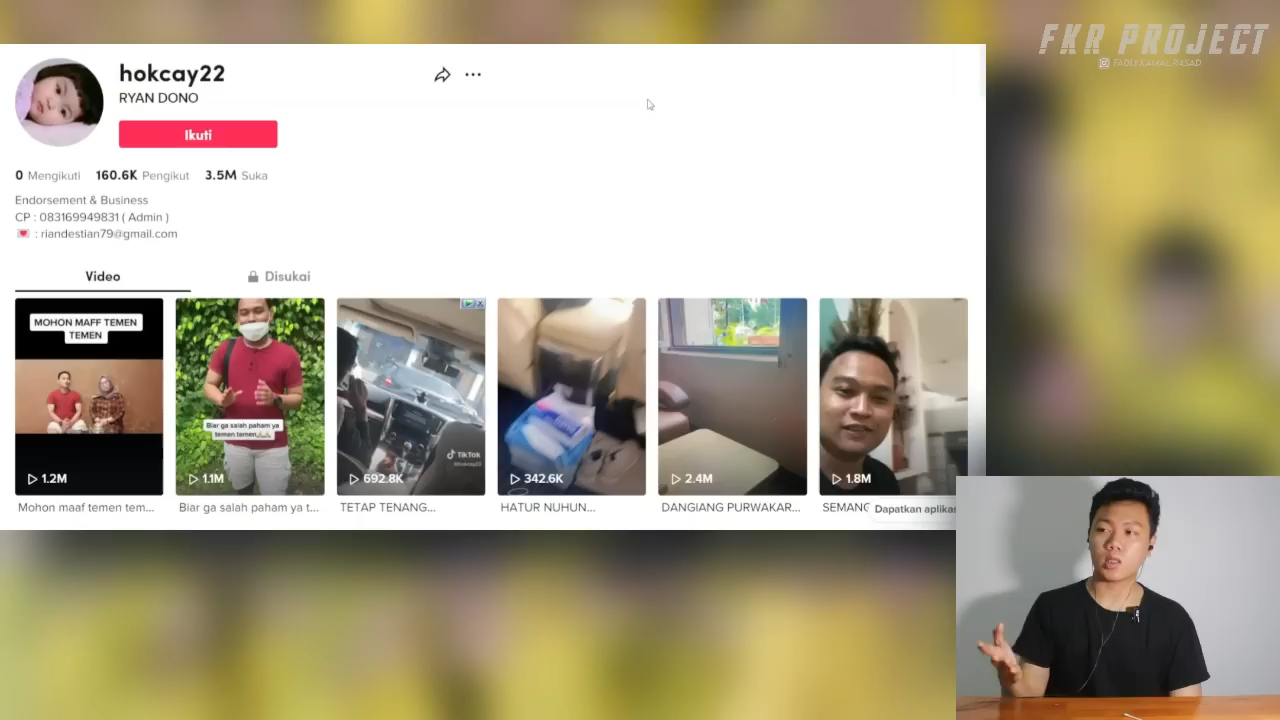 FKR PROJECT
FADLY.KAMAL.RASAD
hokcay22
RYAN DONO
Ikuti
0 Mengikuti 160.6K Pengikut 3.5M Suka
Endorsement & Business
CP : 083169949831 ( Admin )
: riandestian79@gmail.com
Video Disukai
MOHON MAFF TEMEN
TEMEN
Biar ga salah paham ya
temen temen
TikTok
@hokcay22
1.2M
1.1M
692.8K
342.6K
2.4M
1.8M
Mohon maaf temen tem...
Biar ga salah paham ya t...
TETAP TENANG...
HATUR NUHUN...
DANGIANG PURWAKAR...
SEMANG
Dapatkan aplikas